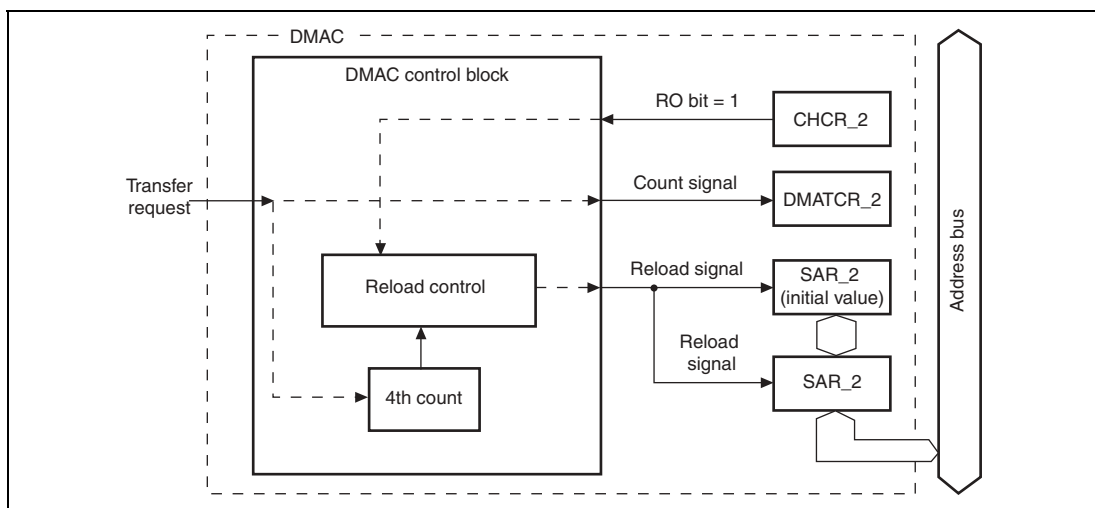 DMAC
DMAC control block
RO bit = 1
CHCR_2
Transfer
request
Count signal
DMATCR_2
Reload control
Reload signal
SAR_2
(initial value)
Reload
signal
4th count
SAR_2
Address bus